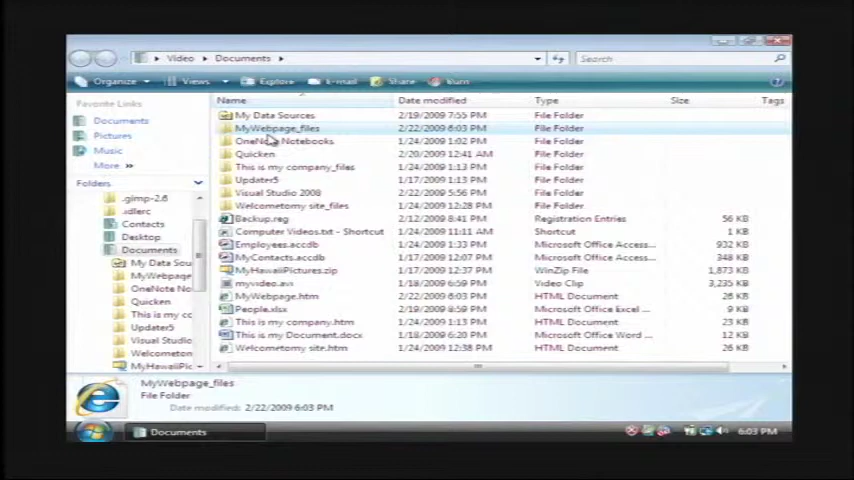 Video Documents Search
Organize Views Explore E-mail Share Burn
Favorite Links
Documents
Pictures
Music
More »
Folders
.gimp-2.6
.idlerc
Contacts
Desktop
Documents
My Data Sou
MyWebpage
OneNote No
Quicken
This is my co
Updater5
Visual Studio
Welcometom
MyHawaiiPic
Name Date modified Type Size Tags
My Data Sources 2/19/2009 7:55 PM File Folder
MyWebpage_files 2/22/2009 6:03 PM File Folder
OneNote Notebooks 1/24/2009 1:02 PM File Folder
Quicken 2/20/2009 12:41 AM File Folder
This is my company_files 1/24/2009 1:13 PM File Folder
Updater5 1/24/2009 1:17 PM File Folder
Visual Studio 2008 2/22/2009 5:56 PM File Folder
Welcometomy site_files 1/24/2009 12:28 PM File Folder
Backup.reg 2/12/2009 8:41 PM Registration Entries 56 KB
Computer Videos.txt - Shortcut 1/24/2009 11:11 AM Shortcut 1 KB
Employees.accdb 1/24/2009 1:33 PM Microsoft Office Access... 932 KB
MyContacts.accdb 1/24/2009 12:07 PM Microsoft Office Access... 348 KB
MyHawaiiPictures.zip 1/27/2009 12:37 PM WinZip File 1,873 KB
myvideo.avi 1/18/2009 6:59 PM Video Clip 3,235 KB
MyWebpage.htm 2/22/2009 6:03 PM HTML Document 26 KB
People.xlsx 2/19/2009 8:59 PM Microsoft Office Excel ... 9 KB
This is my company.htm 1/24/2009 1:13 PM HTML Document 23 KB
This is my Document.docx 1/18/2009 6:20 PM Microsoft Office Word ... 12 KB
Welcometomy site.htm 1/24/2009 12:38 PM HTML Document 26 KB
MyWebpage_files
File Folder
Date modified: 2/22/2009 6:03 PM
Documents 6:03 PM